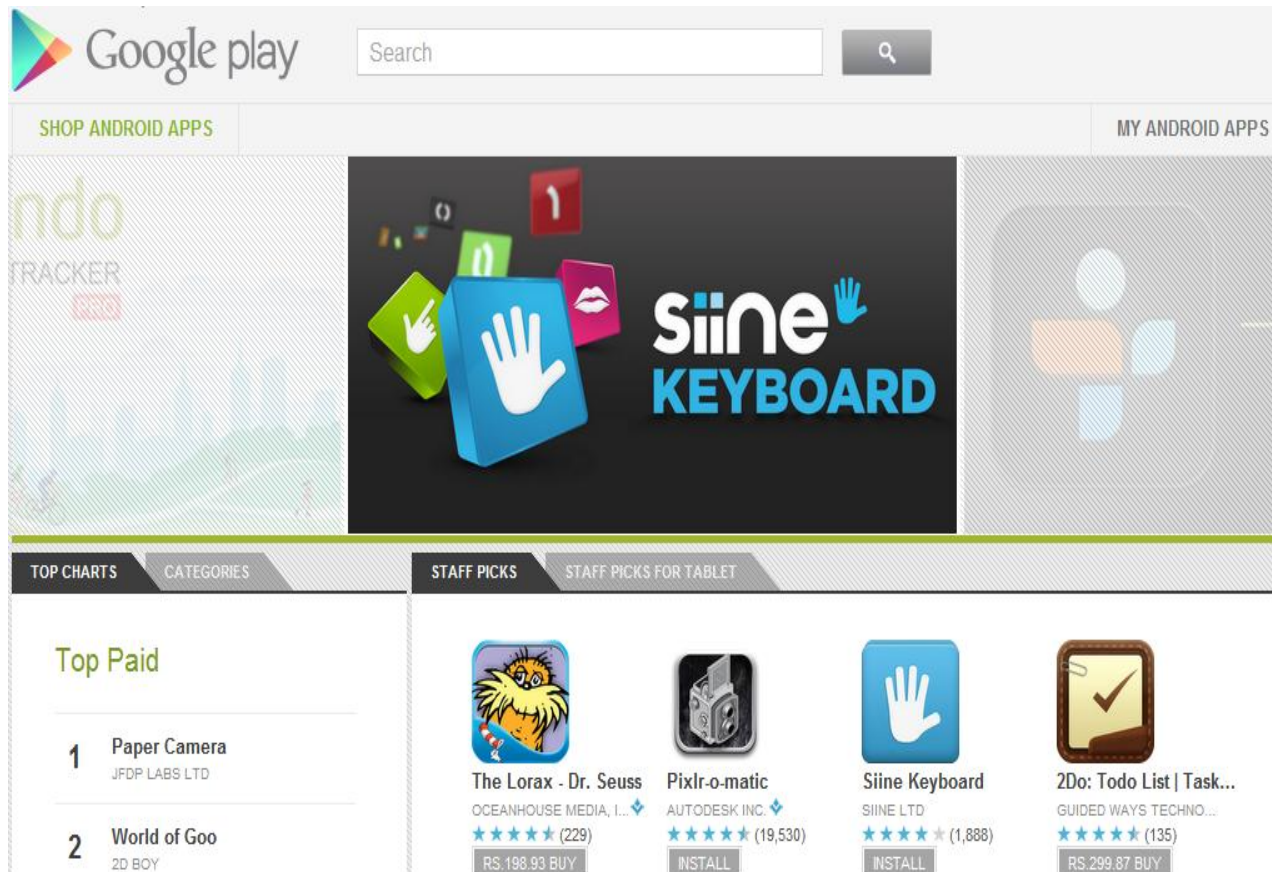 Google play
Search
SHOP ANDROID APPS
MY ANDROID APPS
ndo
TRACKER
PRO
Siine
KEYBOARD
TOP CHARTS
CATEGORIES
STAFF PICKS
STAFF PICKS FOR TABLET
Top Paid
1
Paper Camera
JFDP LABS LTD
2
World of Goo
2D BOY
The Lorax - Dr. Seuss
OCEANHOUSE MEDIA, I...
(229)
RS.198.93 BUY
Pixlr-o-matic
AUTODESK INC.
(19,530)
INSTALL
Siine Keyboard
SIINE LTD
(1,888)
INSTALL
2Do: Todo List | Task...
GUIDED WAYS TECHNO...
(135)
RS.299.87 BUY